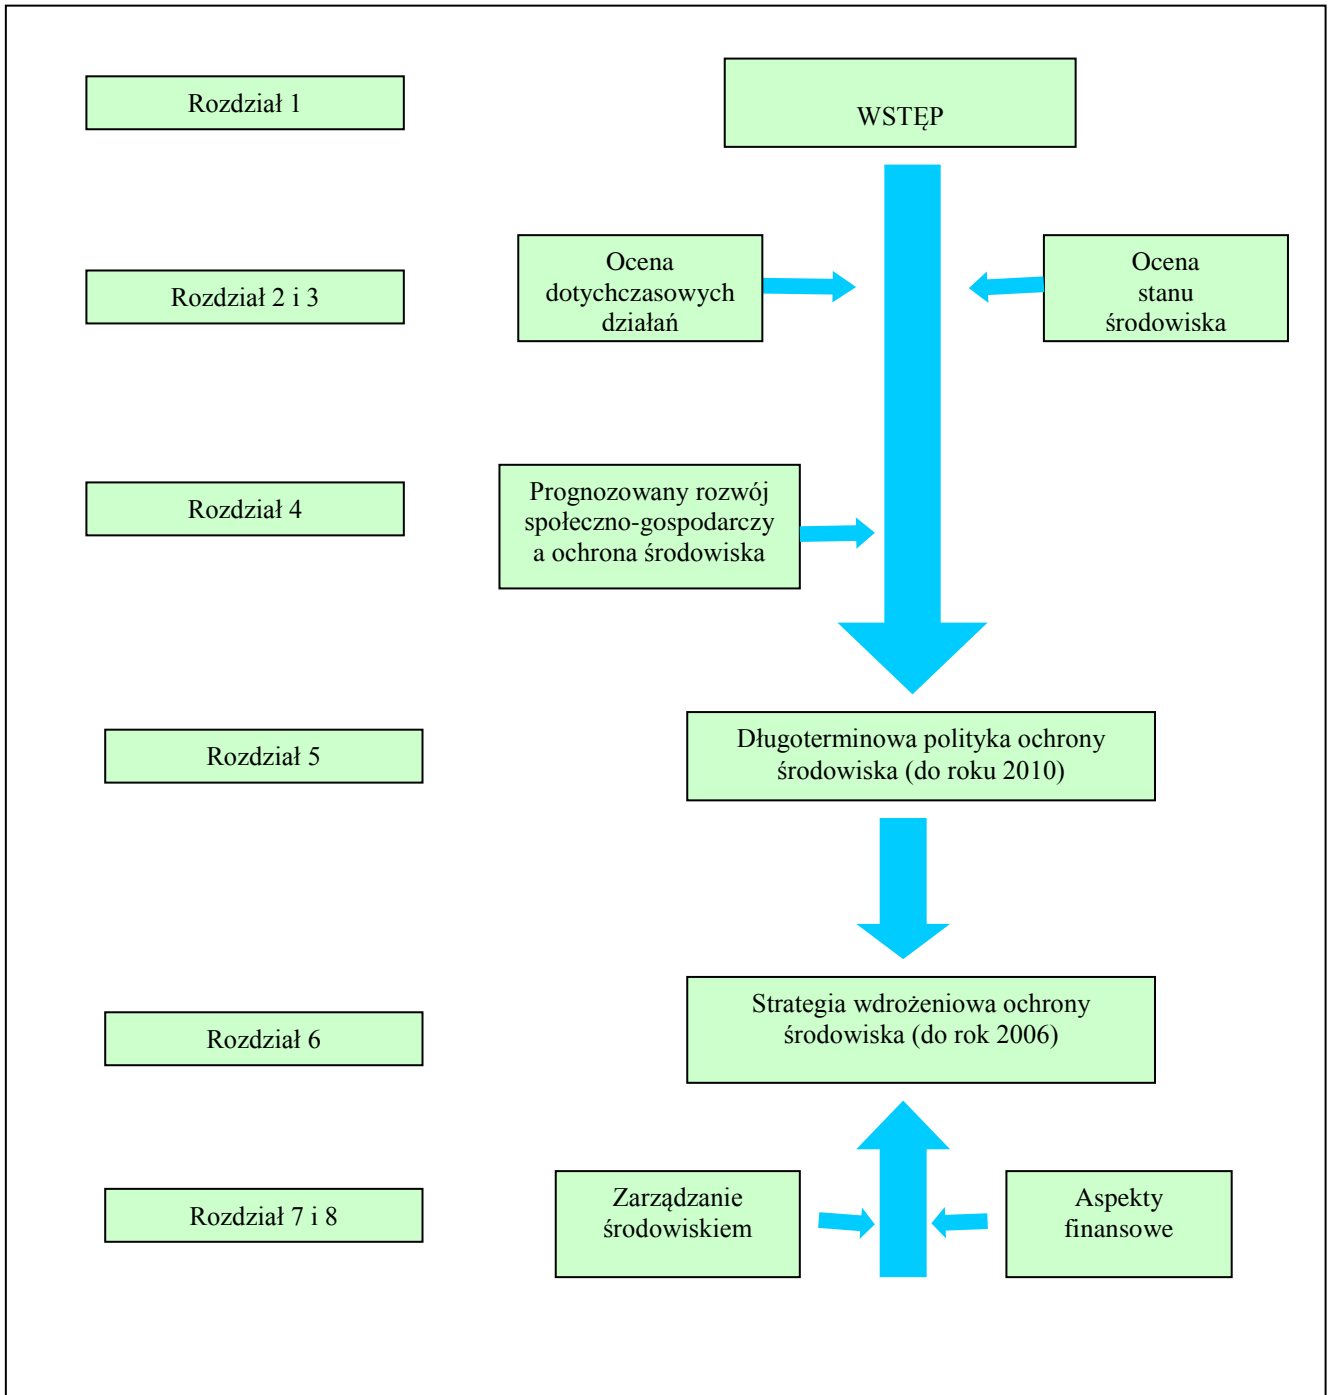 Rozdział 1
WSTĘP
Rozdział 2 i 3
Ocena
dotychczasowych
działań
Ocena
stanu
środowiska
Rozdział 4
Prognozowany rozwój
społeczno-gospodarczy
a ochrona środowiska
Rozdział 5
Długoterminowa polityka ochrony
środowiska (do roku 2010)
Rozdział 6
Strategia wdrożeniowa ochrony
środowiska (do rok 2006)
Rozdział 7 i 8
Zarządzanie
środowiskiem
Aspekty
finansowe